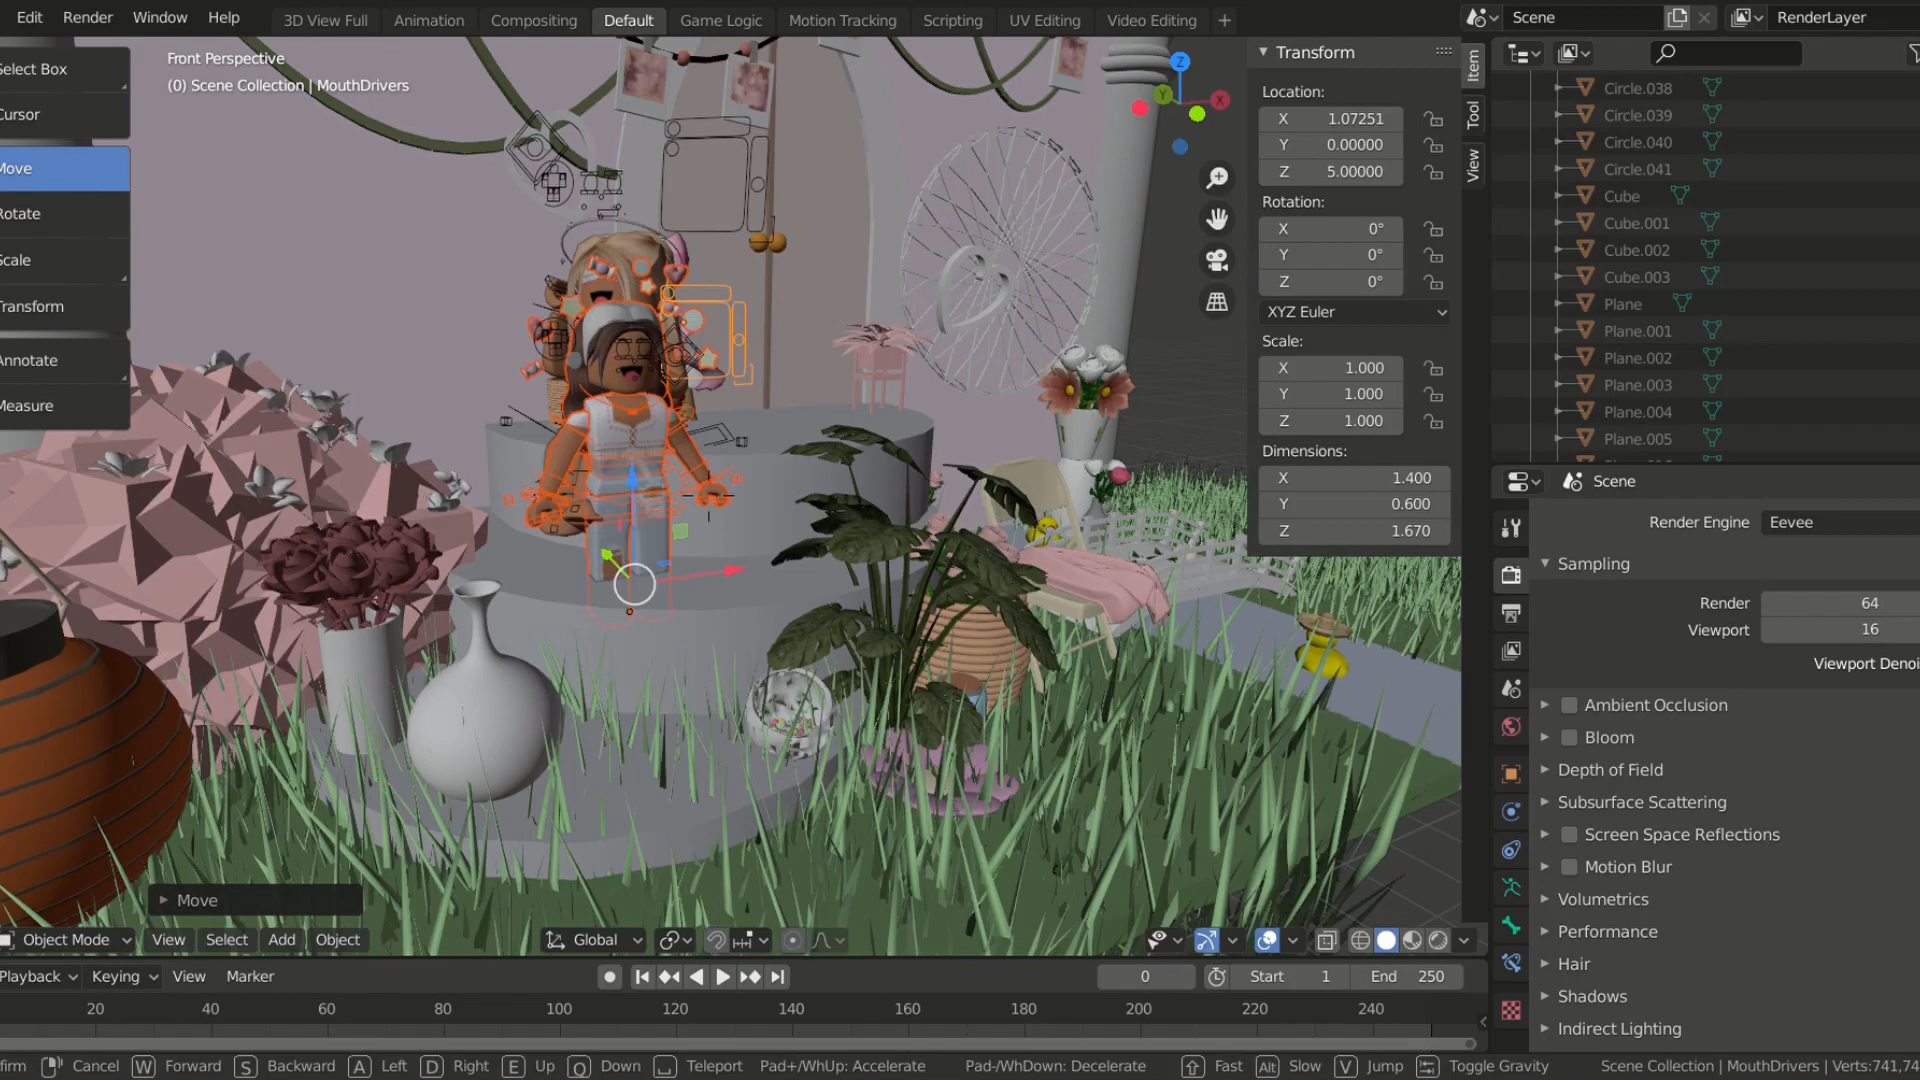 Edit Render Window Help 3D View Full Animation Compositing Default Game Logic Motion Tracking Scripting UV Editing Video Editing + Scene RenderLayer
Front Perspective
(0) Scene Collection | MouthDrivers
Select Box
Cursor
Move
Rotate
Scale
Transform
Annotate
Measure
Z
Y
X
Transform
Location:
X 1.07251
Y 0.00000
Z 5.00000
Rotation:
X 0°
Y 0°
Z 0°
XYZ Euler
Scale:
X 1.000
Y 1.000
Z 1.000
Dimensions:
X 1.400
Y 0.600
Z 1.670
Item
Tool
View
Circle.038
Circle.039
Circle.040
Circle.041
Cube
Cube.001
Cube.002
Cube.003
Plane
Plane.001
Plane.002
Plane.003
Plane.004
Plane.005
Scene
Render Engine Eevee
Sampling
Render 64
Viewport 16
Viewport Denoi
Ambient Occlusion
Bloom
Depth of Field
Subsurface Scattering
Screen Space Reflections
Motion Blur
Volumetrics
Performance
Hair
Shadows
Indirect Lighting
Move
Object Mode View Select Add Object Global
Playback Keying View Marker 0 Start 1 End 250
20 40 60 80 100 120 140 160 180 200 220 240
firm Cancel W Forward S Backward A Left D Right E Up Q Down Teleport Pad+/WhUp: Accelerate Pad-/WhDown: Decelerate Fast Alt Slow V Jump Toggle Gravity Scene Collection | MouthDrivers | Verts:741,74